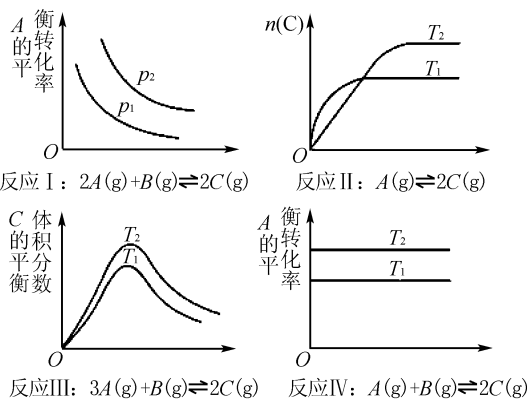 A的平衡转化率
p₂
p₁
O
反应Ⅰ：2A(g)+B(g)⇌2C(g)
n(C)
T₂
T₁
O
反应Ⅱ：A(g)⇌2C(g)
C的平衡体积分数
T₂
T₁
O
反应Ⅲ：3A(g)+B(g)⇌2C(g)
A的平衡转化率
T₂
T₁
O
反应Ⅳ：A(g)+B(g)⇌2C(g)